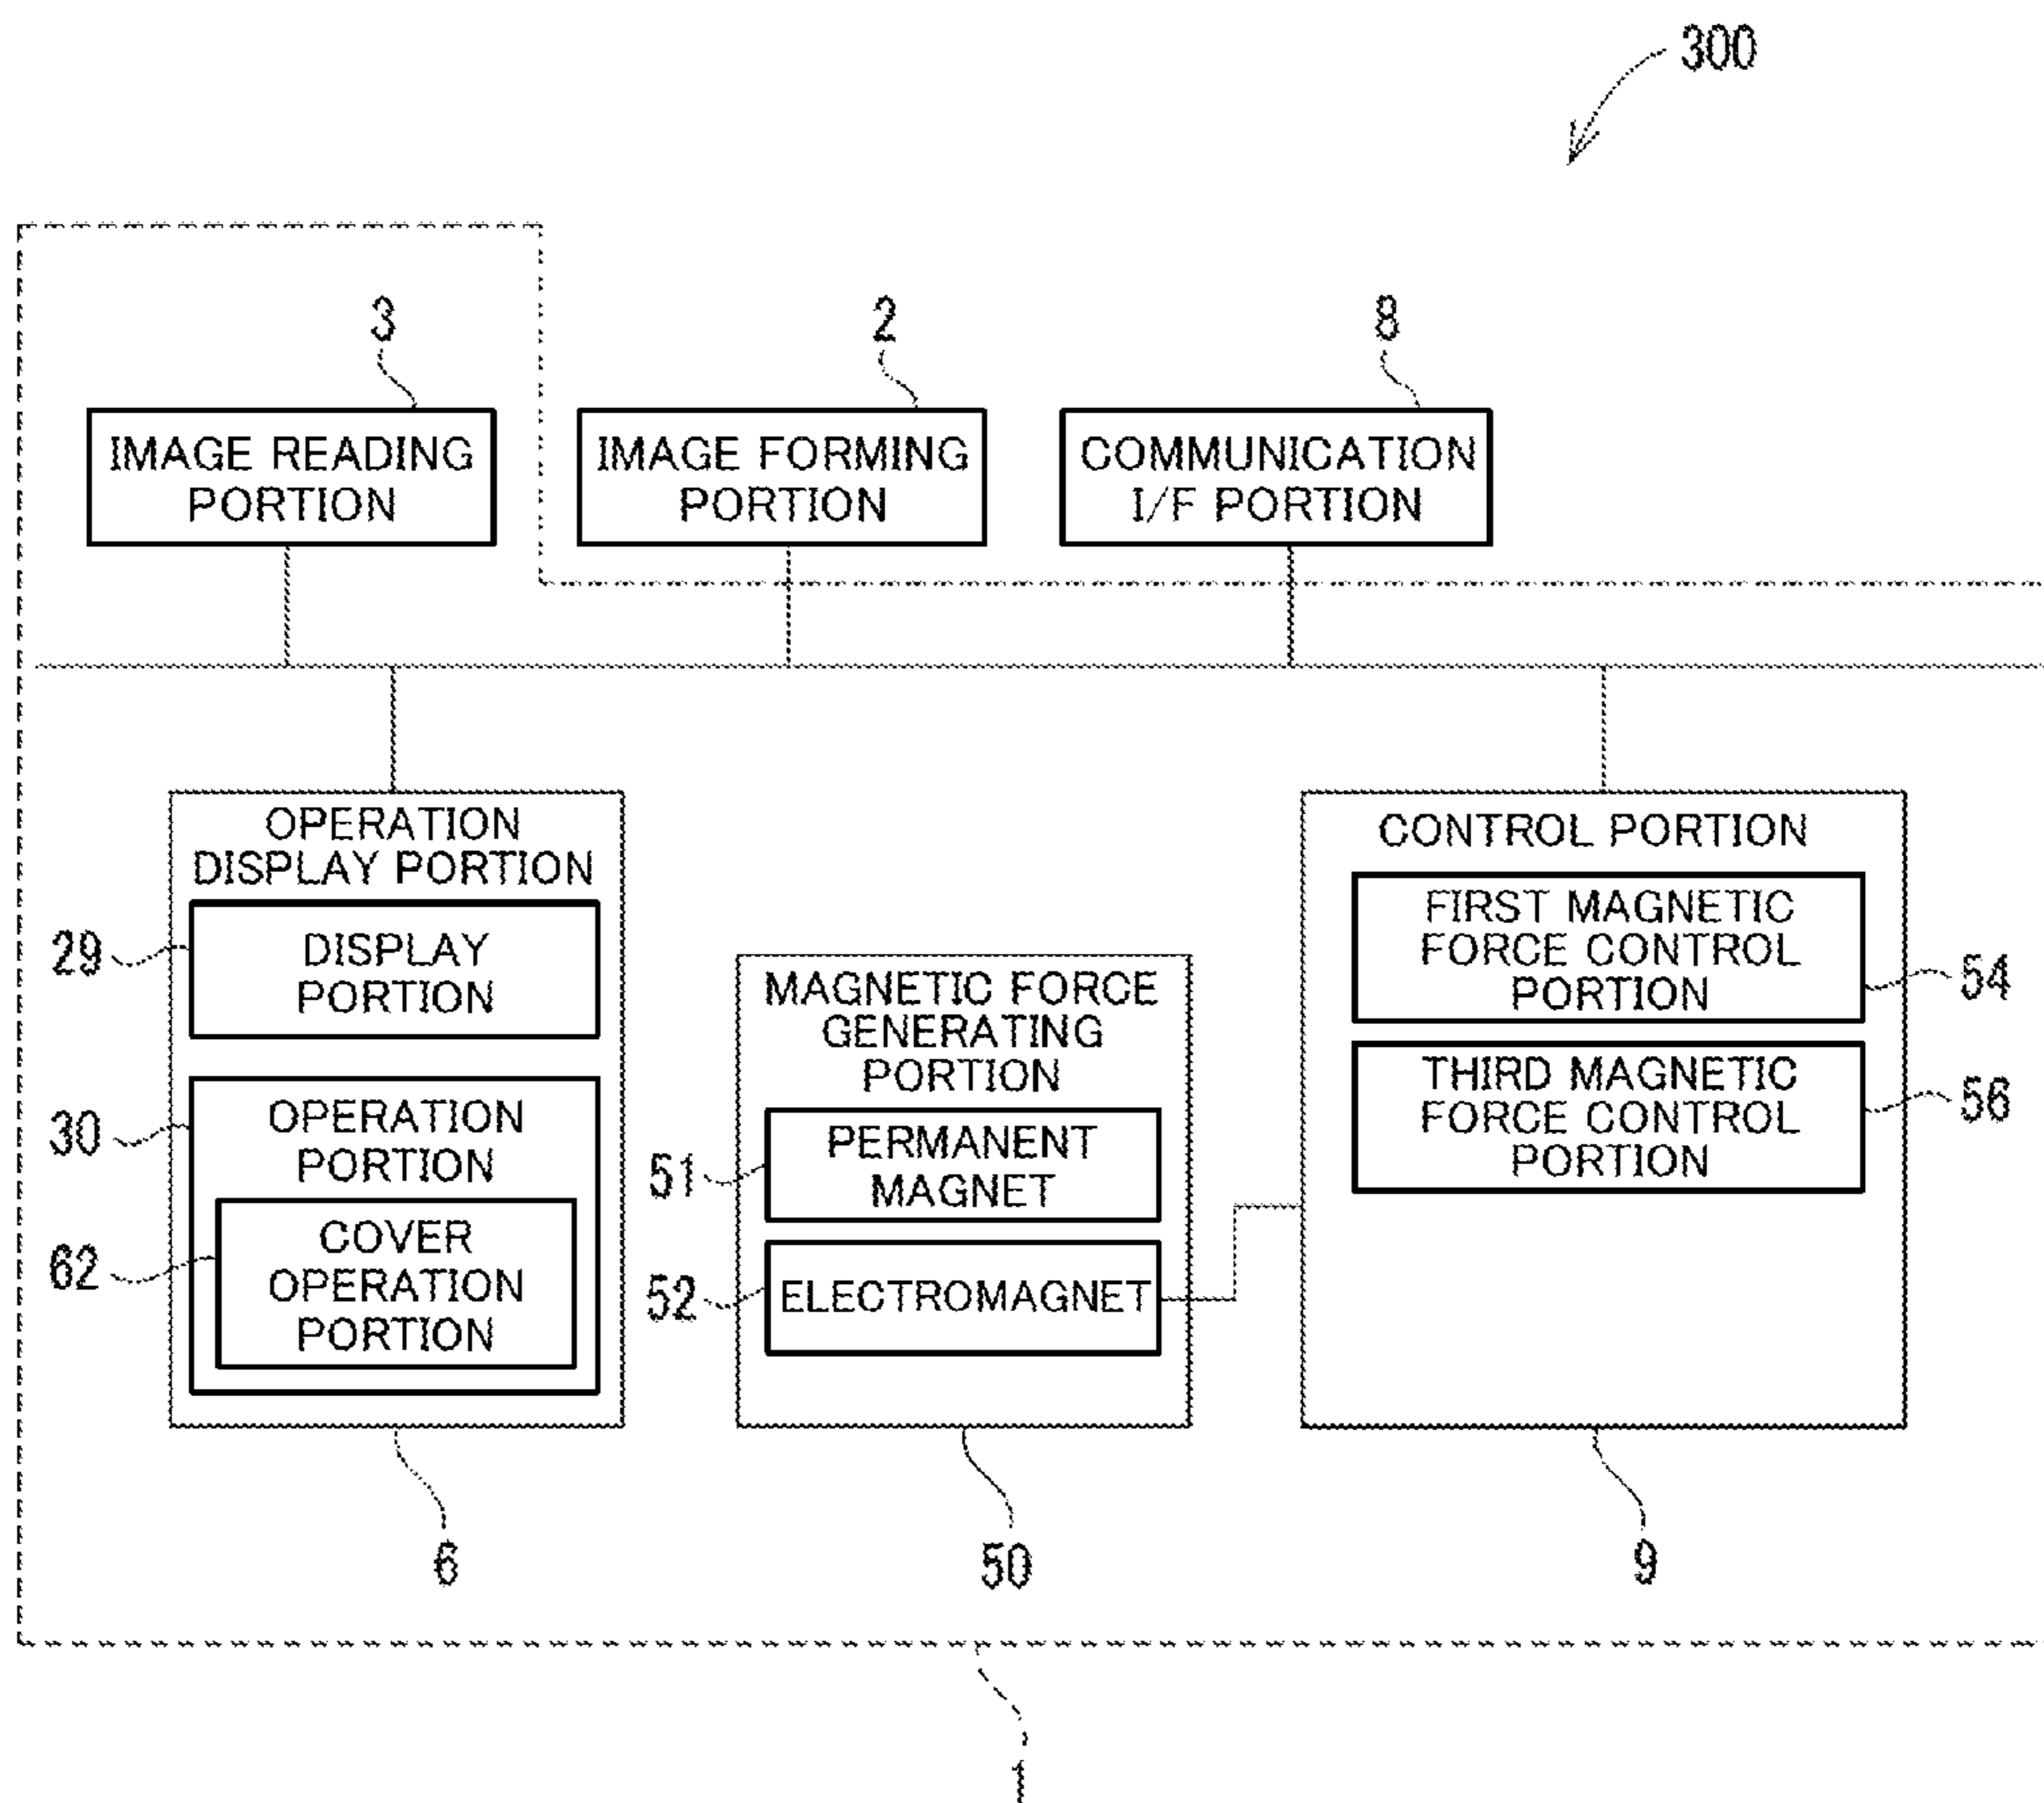 300
3
2
8
IMAGE READING
PORTION
IMAGE FORMING
PORTION
COMMUNICATION
I/F PORTION
OPERATION
DISPLAY PORTION
29
DISPLAY
PORTION
30
OPERATION
PORTION
62
COVER
OPERATION
PORTION
6
MAGNETIC FORCE
GENERATING
PORTION
51
PERMANENT
MAGNET
52
ELECTROMAGNET
50
CONTROL PORTION
FIRST MAGNETIC
FORCE CONTROL
PORTION
54
THIRD MAGNETIC
FORCE CONTROL
PORTION
56
9
1